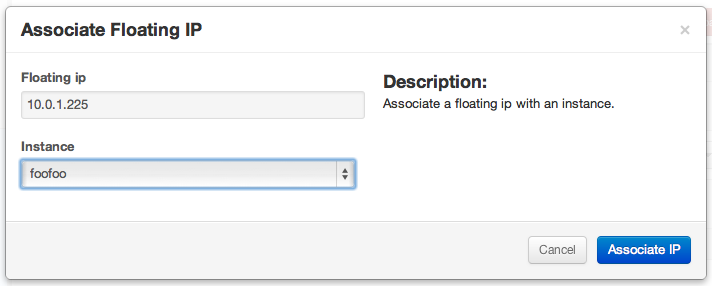 Associate Floating IP
×
Floating ip
10.0.1.225
Instance
foofoo
Description:
Associate a floating ip with an instance.
Cancel
Associate IP